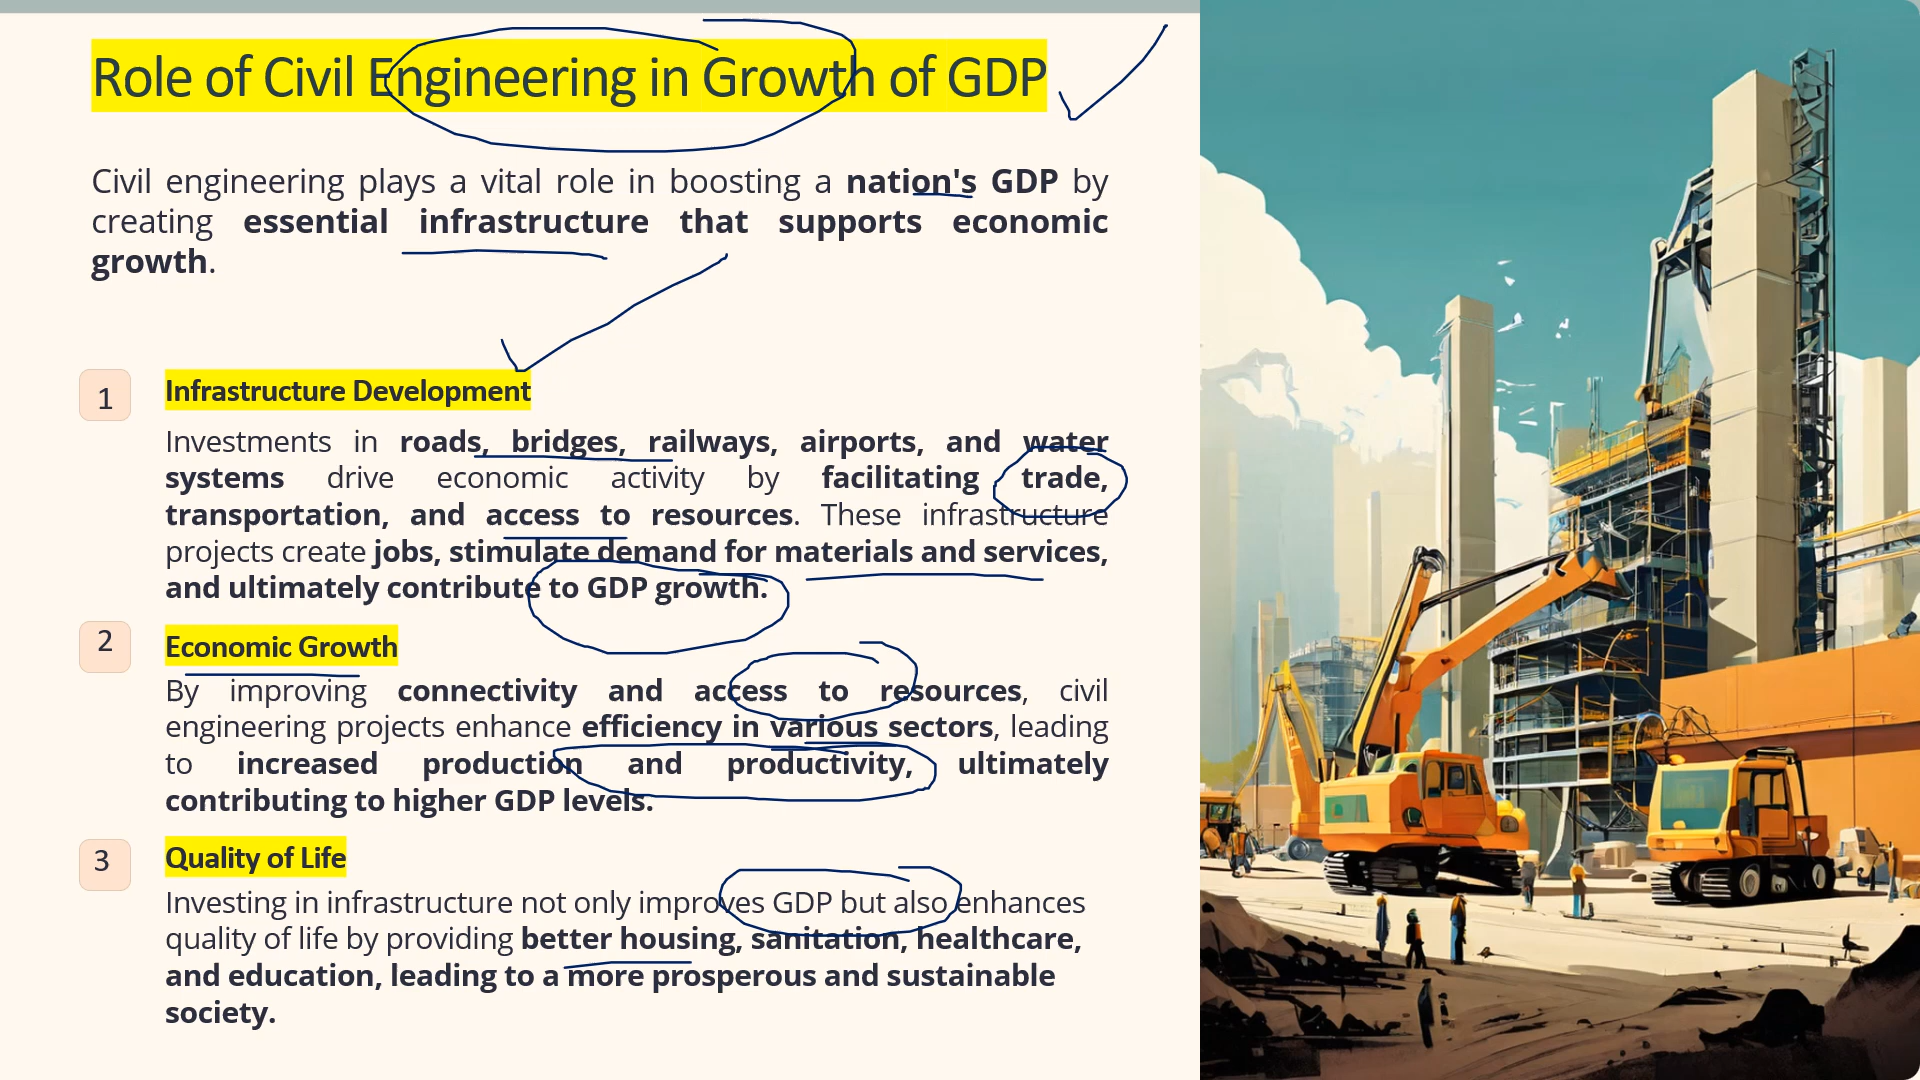 Role of Civil Engineering in Growth of GDP
Civil engineering plays a vital role in boosting a nation's GDP by
creating essential infrastructure that supports economic
growth.
1
Infrastructure Development
Investments in roads, bridges, railways, airports, and water
systems drive economic activity by facilitating trade,
transportation, and access to resources. These infrastructure
projects create jobs, stimulate demand for materials and services,
and ultimately contribute to GDP growth.
2
Economic Growth
By improving connectivity and access to resources, civil
engineering projects enhance efficiency in various sectors, leading
to increased production and productivity, ultimately
contributing to higher GDP levels.
3
Quality of Life
Investing in infrastructure not only improves GDP but also enhances
quality of life by providing better housing, sanitation, healthcare,
and education, leading to a more prosperous and sustainable
society.